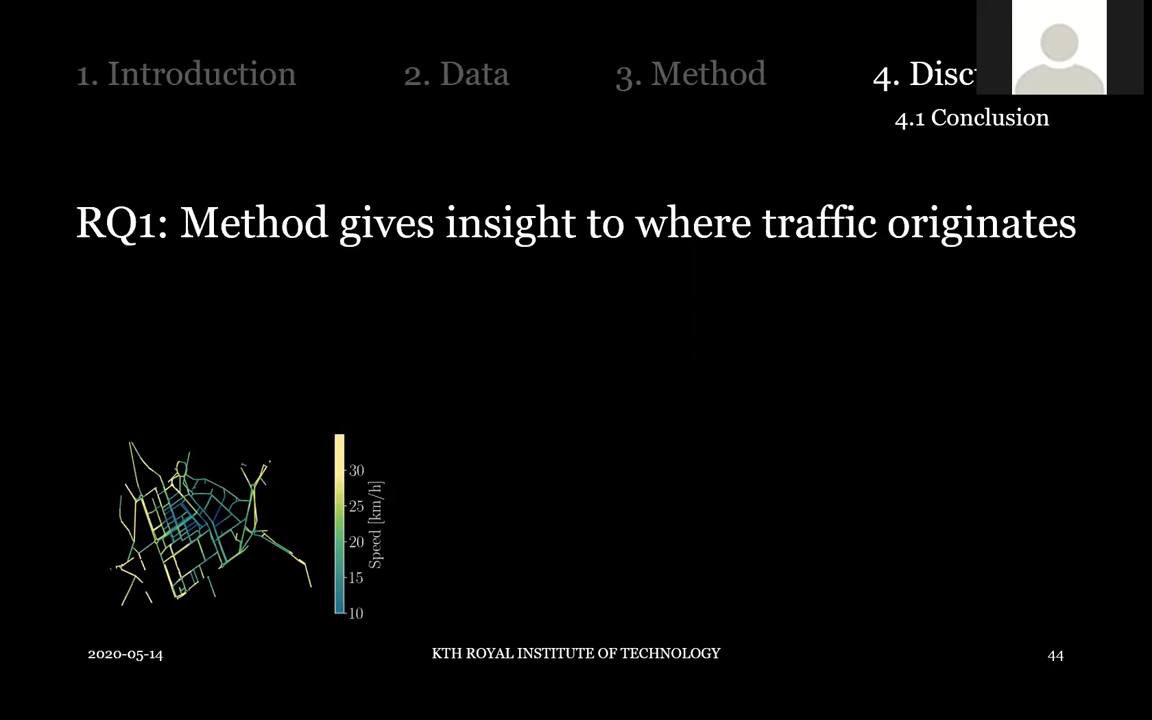 1. Introduction
2. Data
3. Method
4. Disc
4.1 Conclusion
RQ1: Method gives insight to where traffic originates
30
25
20
15
10
Speed [km/h]
2020-05-14
KTH ROYAL INSTITUTE OF TECHNOLOGY
44